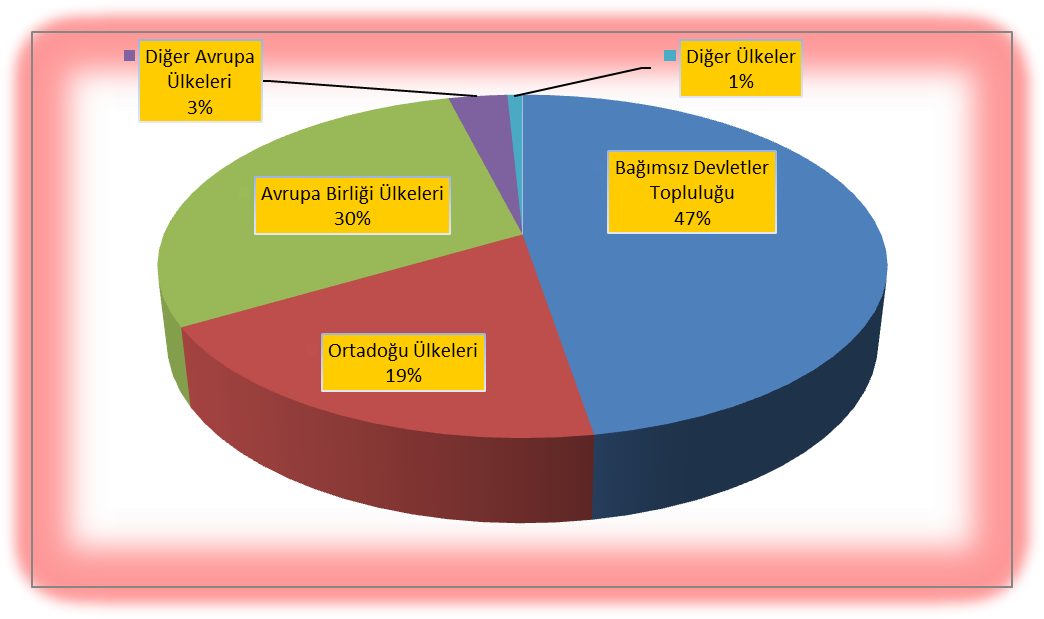 Diğer Avrupa
Ülkeleri
3%
Diğer Ülkeler
1%
Bağımsız Devletler
Topluluğu
47%
Avrupa Birliği Ülkeleri
30%
Ortadoğu Ülkeleri
19%